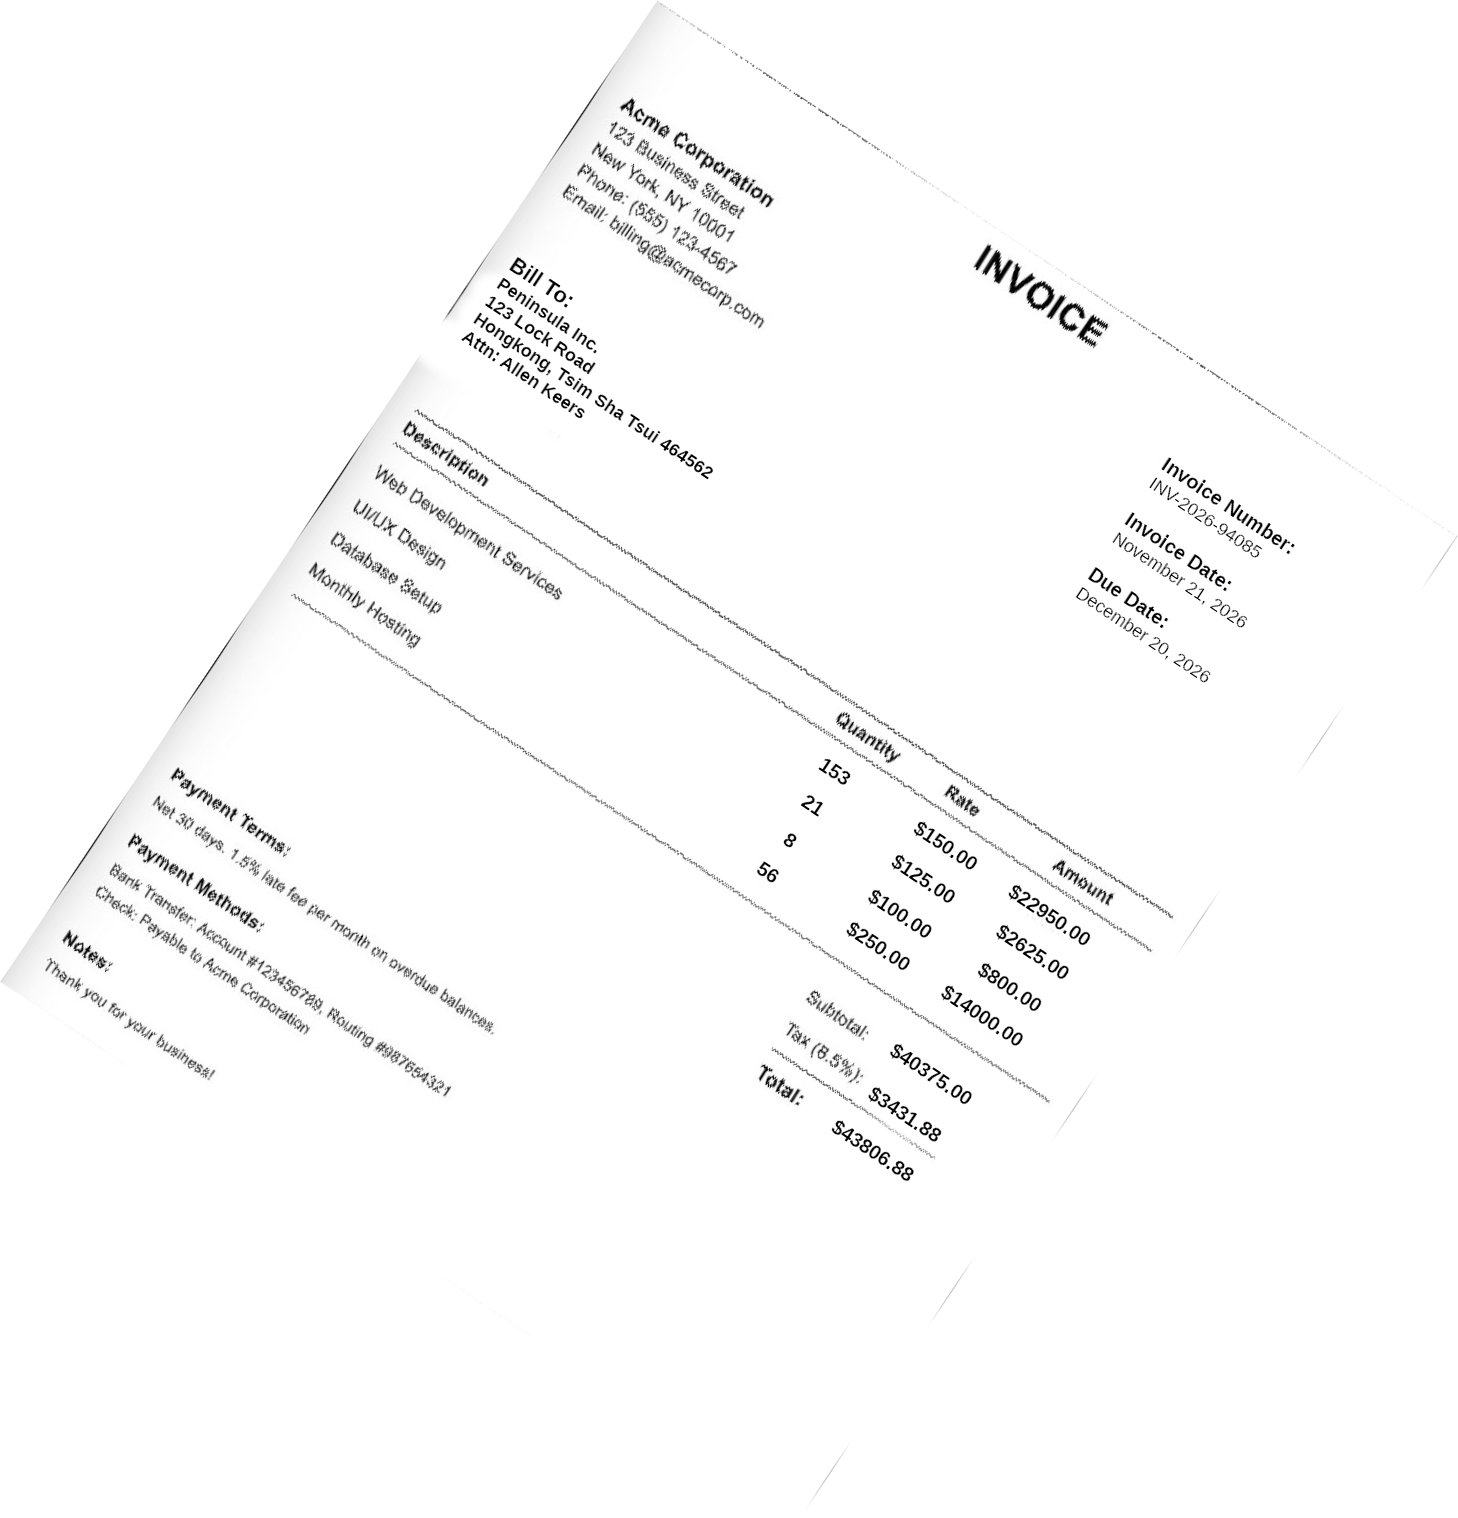 INVOICE
Acme Corporation
123 Business Street
New York, NY 10001
Phone: (555) 123-4567
Email: billing@acmecorp.com
Bill To:
Peninsula Inc.
123 Lock Road
Hongkong, Tsim Sha Tsui 464562
Attn: Allen Keers
Invoice Number:
INV-2026-94085
Invoice Date:
November 21, 2026
Due Date:
December 20, 2026
Description Quantity Rate Amount
Web Development Services 153 $150.00 $22950.00
UI/UX Design 21 $125.00 $2625.00
Database Setup 8 $100.00 $800.00
Monthly Hosting 56 $250.00 $14000.00
Subtotal: $40375.00
Tax (8.5%): $3431.88
Total: $43806.88
Payment Terms:
Net 30 days. 1.5% late fee per month on overdue balances.
Payment Methods:
Bank Transfer: Account #123456789, Routing #987654321
Check: Payable to Acme Corporation
Notes:
Thank you for your business!